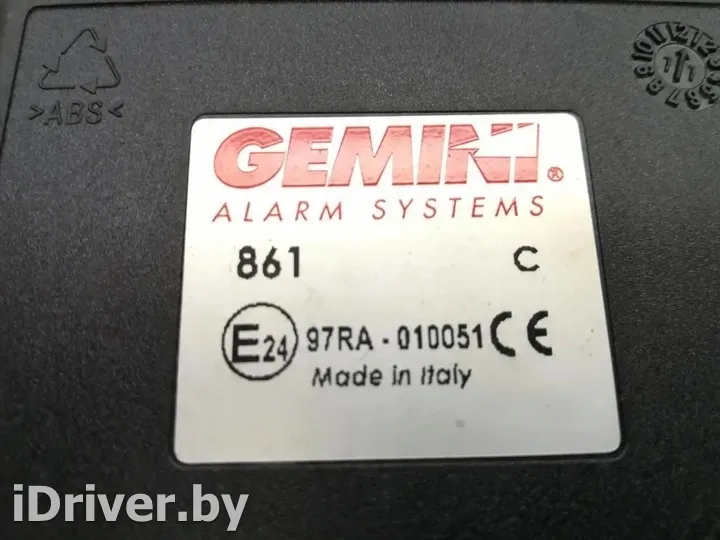 >ABS<
GEMINI®
ALARM SYSTEMS
861 C
E24 97RA - 010051 CE
Made in Italy
iDriver.by